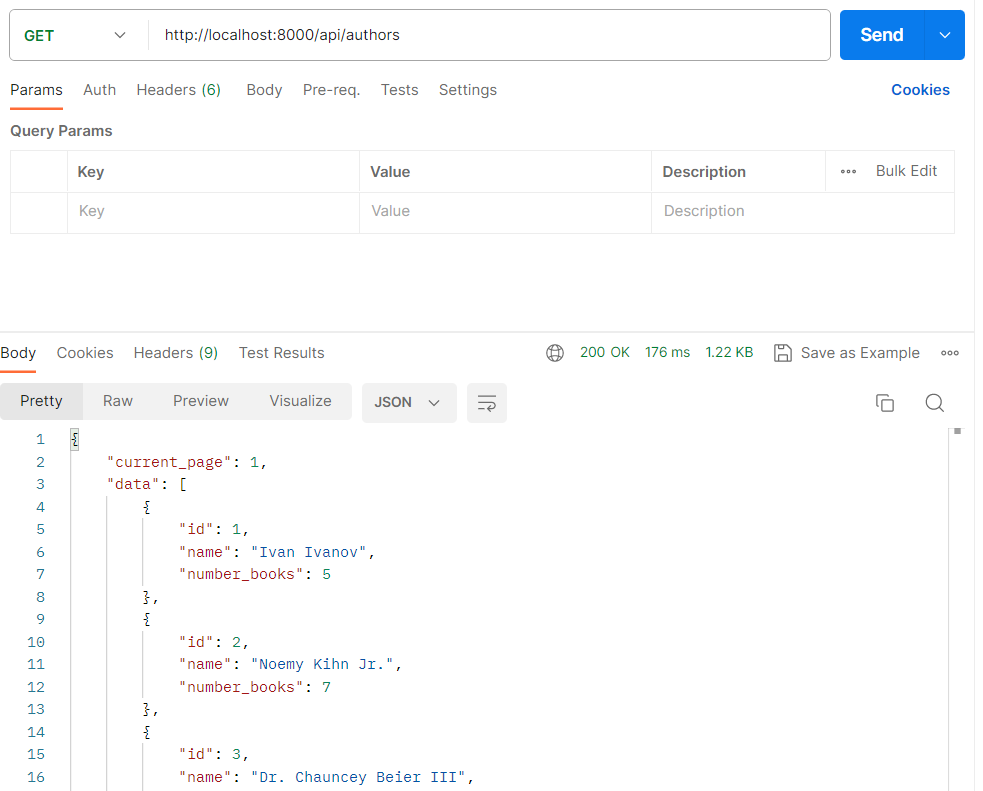 GET http://localhost:8000/api/authors Send
Params Auth Headers (6) Body Pre-req. Tests Settings Cookies
Query Params
Key Value Description Bulk Edit
Key Value Description
Body Cookies Headers (9) Test Results 200 OK 176 ms 1.22 KB Save as Example
Pretty Raw Preview Visualize JSON
1 {
2 "current_page": 1,
3 "data": [
4 {
5 "id": 1,
6 "name": "Ivan Ivanov",
7 "number_books": 5
8 },
9 {
10 "id": 2,
11 "name": "Noemy Kihn Jr.",
12 "number_books": 7
13 },
14 {
15 "id": 3,
16 "name": "Dr. Chauncey Beier III",